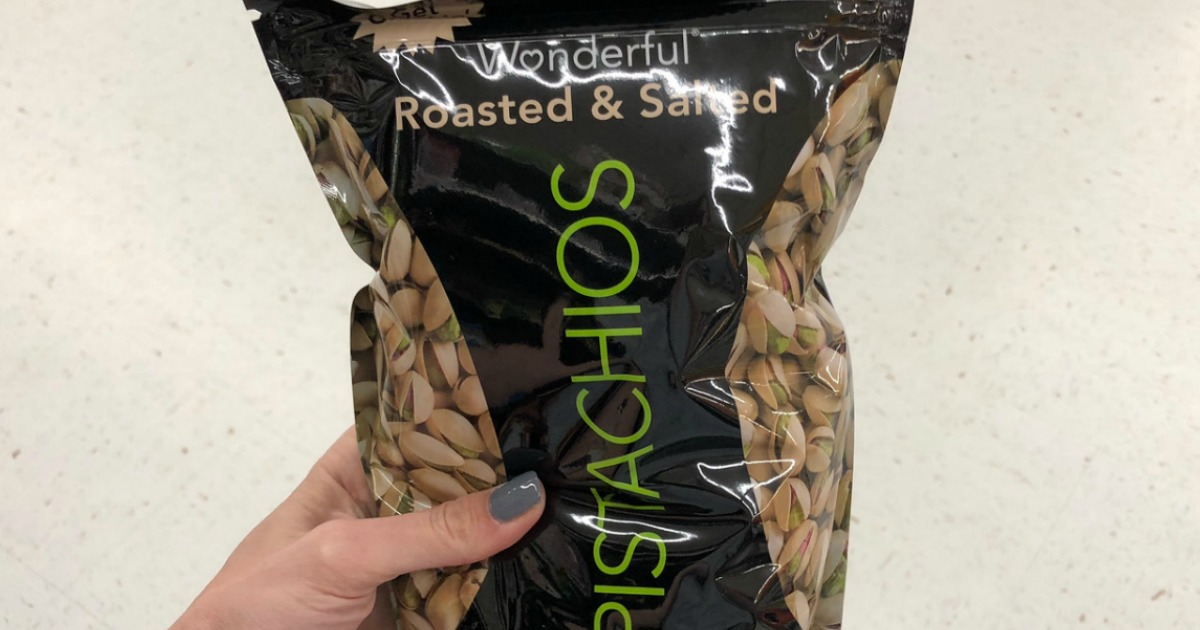 Wonderful®
Roasted & Salted
PISTACHIOS